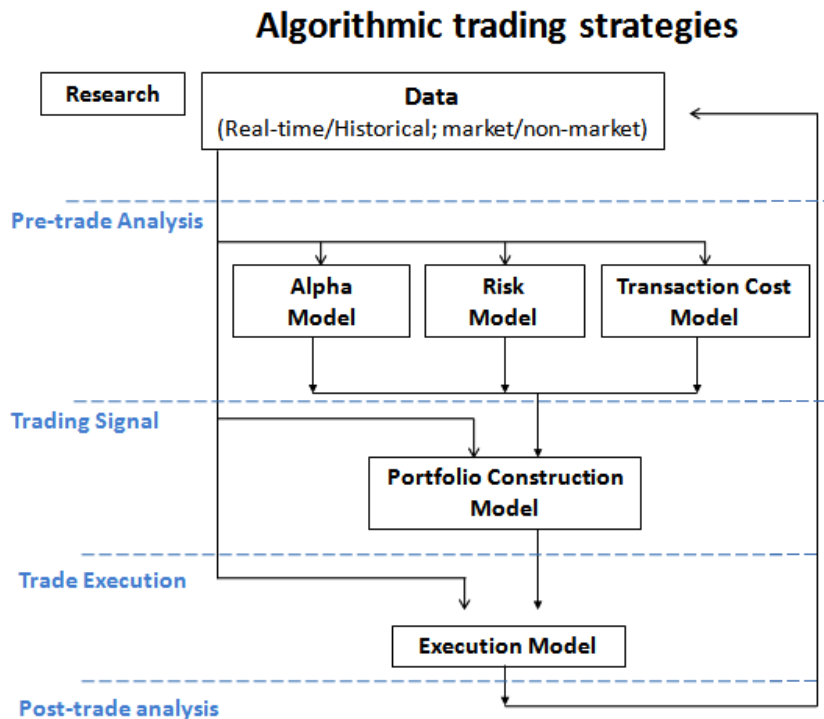 Algorithmic trading strategies
Research
Data
(Real-time/Historical; market/non-market)
Pre-trade Analysis
Alpha
Model
Risk
Model
Transaction Cost
Model
Trading Signal
Portfolio Construction
Model
Trade Execution
Execution Model
Post-trade analysis